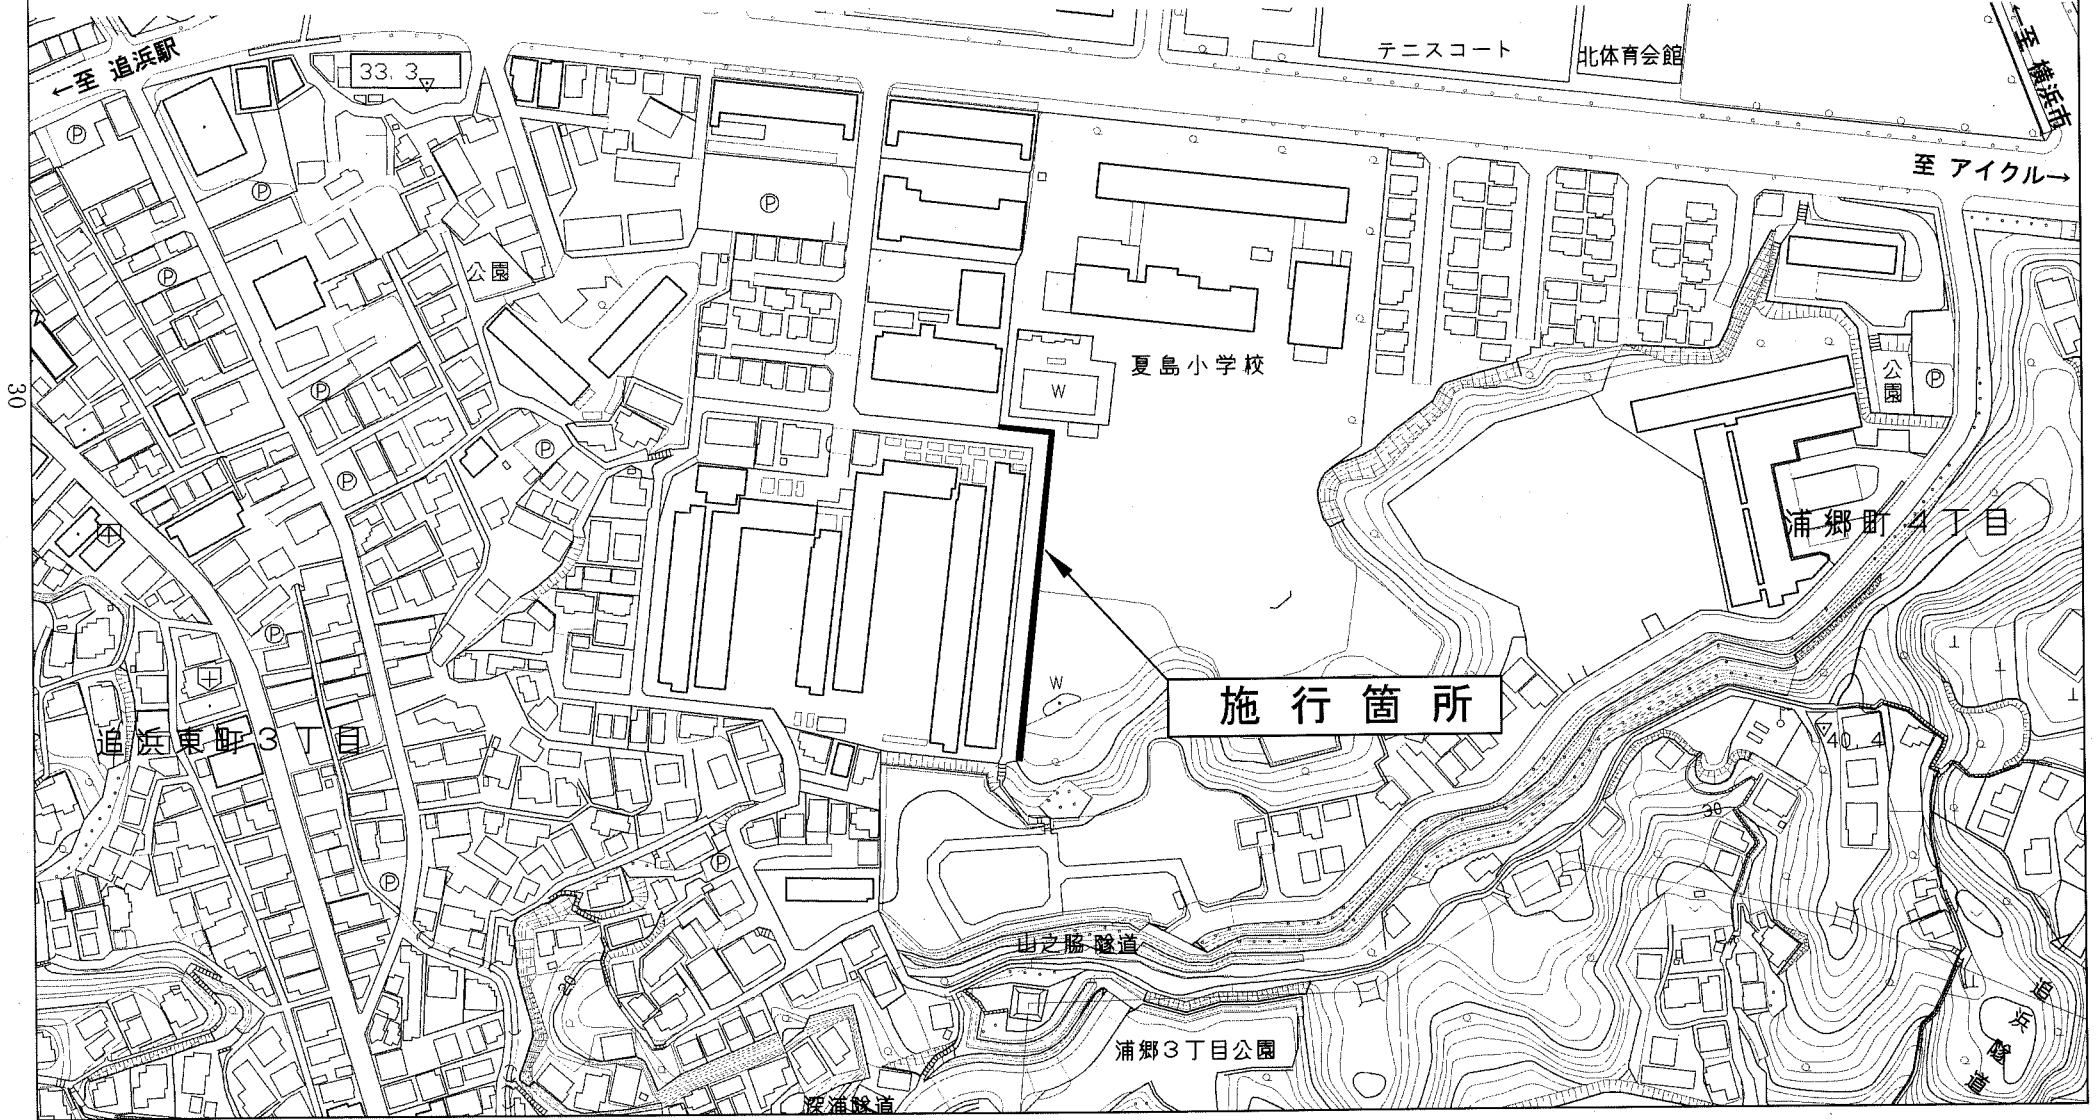 ←至 追浜駅
33.3
テニスコート
北体育会館
←至 横浜市
至 アイクル→
P
P
P
P
公園
夏島小学校
W
公園
P
30
P
P
P
浦郷町4丁目
P
W
施行箇所
追浜東町3丁目
40.4
30
P
P
山之脇隧道
20
浦郷3丁目公園
追浜隧道
深浦隧道